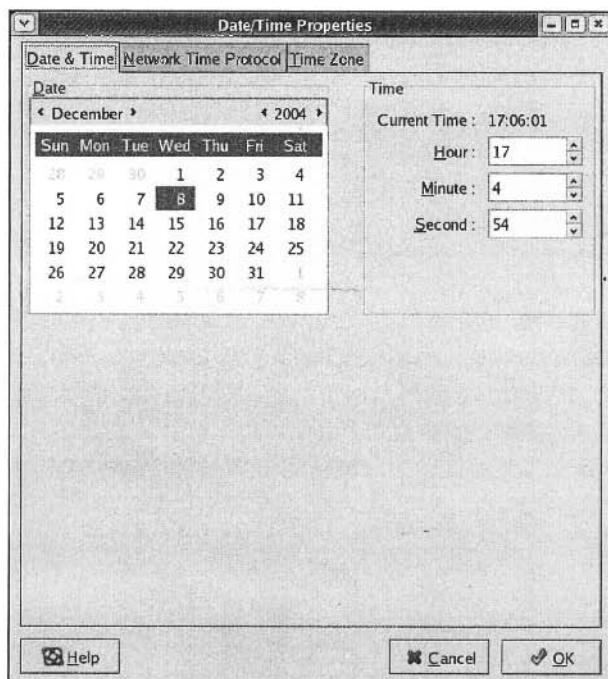 Date/Time Properties
Date & Time Network Time Protocol Time Zone
Date
December 2004
Sun Mon Tue Wed Thu Fri Sat
28 29 30 1 2 3 4
5 6 7 8 9 10 11
12 13 14 15 16 17 18
19 20 21 22 23 24 25
26 27 28 29 30 31 1
2 3 4 5 6 7 8
Time
Current Time : 17:06:01
Hour : 17
Minute : 4
Second : 54
Help Cancel OK